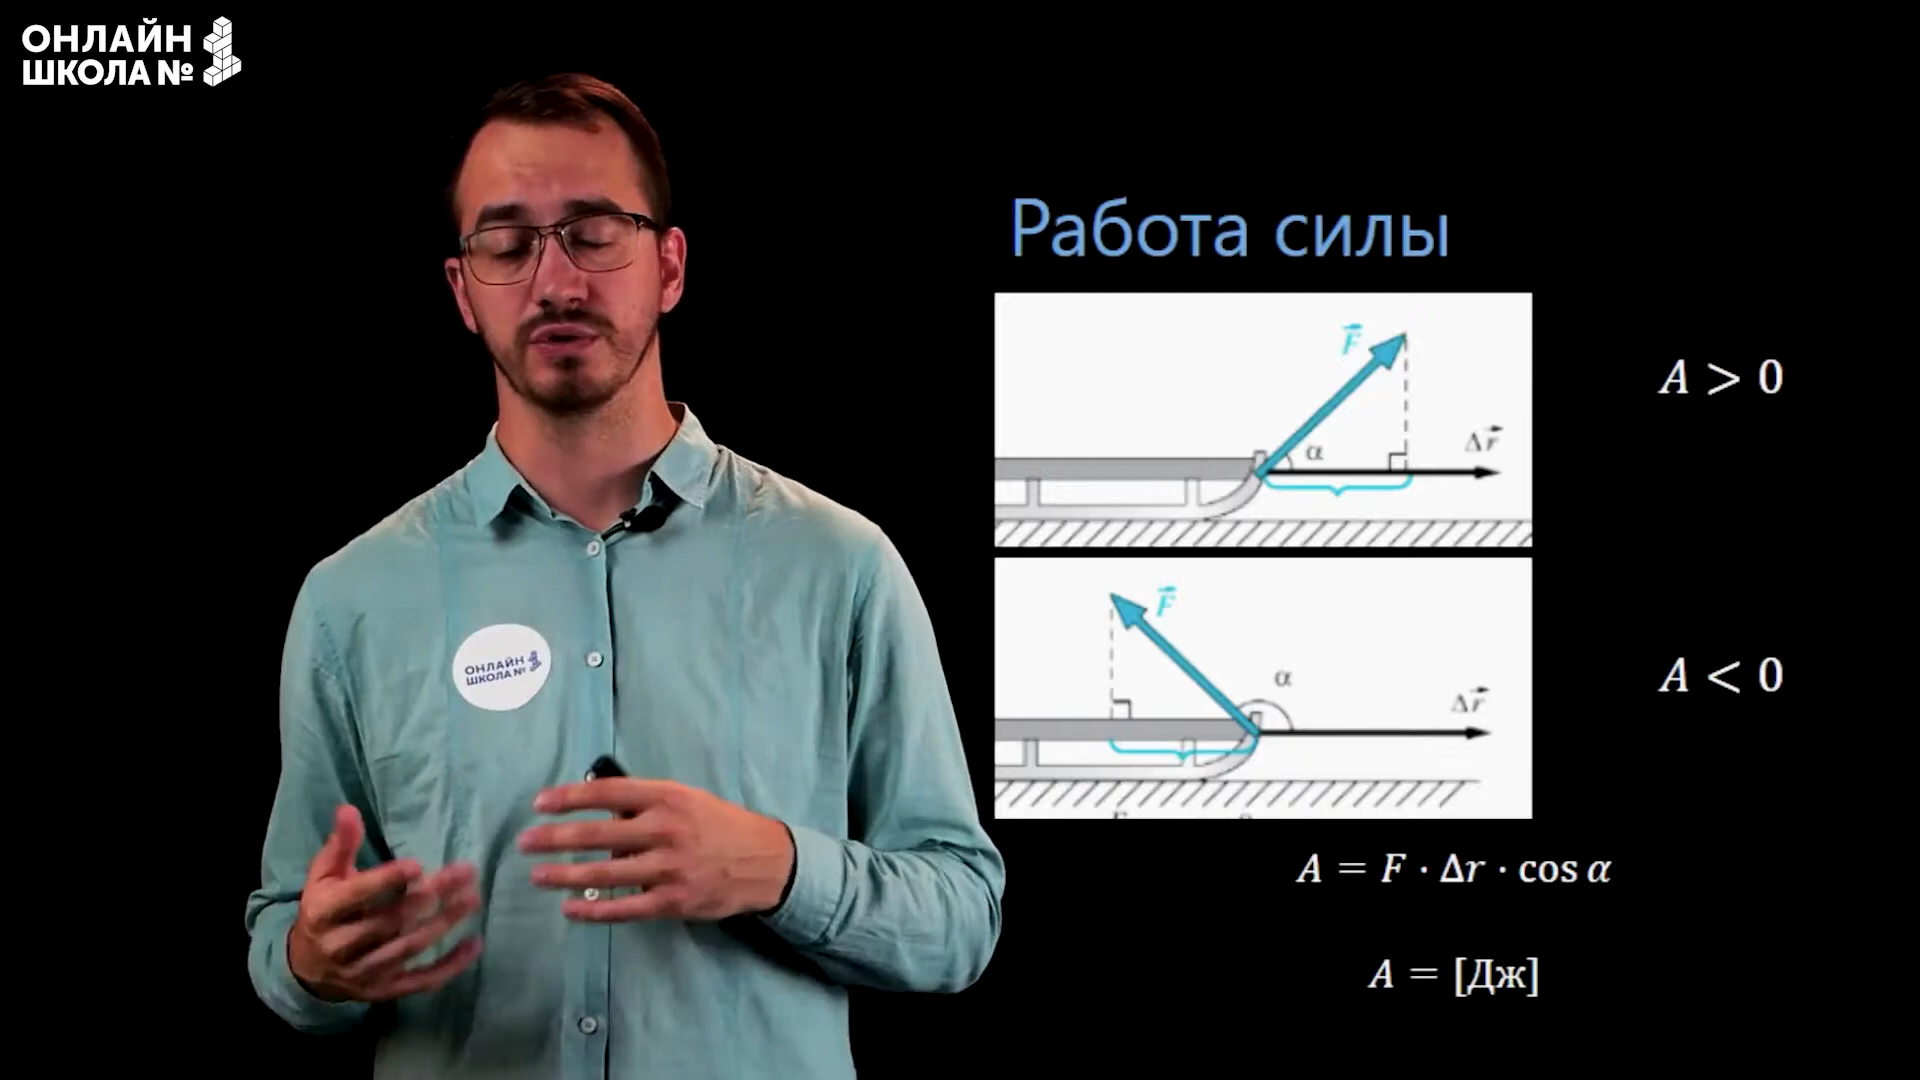 ОНЛАЙН
ШКОЛА №
Работа силы
F
α
Δr
A > 0
F
α
Δr
A < 0
A = F · Δr · cos α
A = [Дж]
ОНЛАЙН
ШКОЛА №